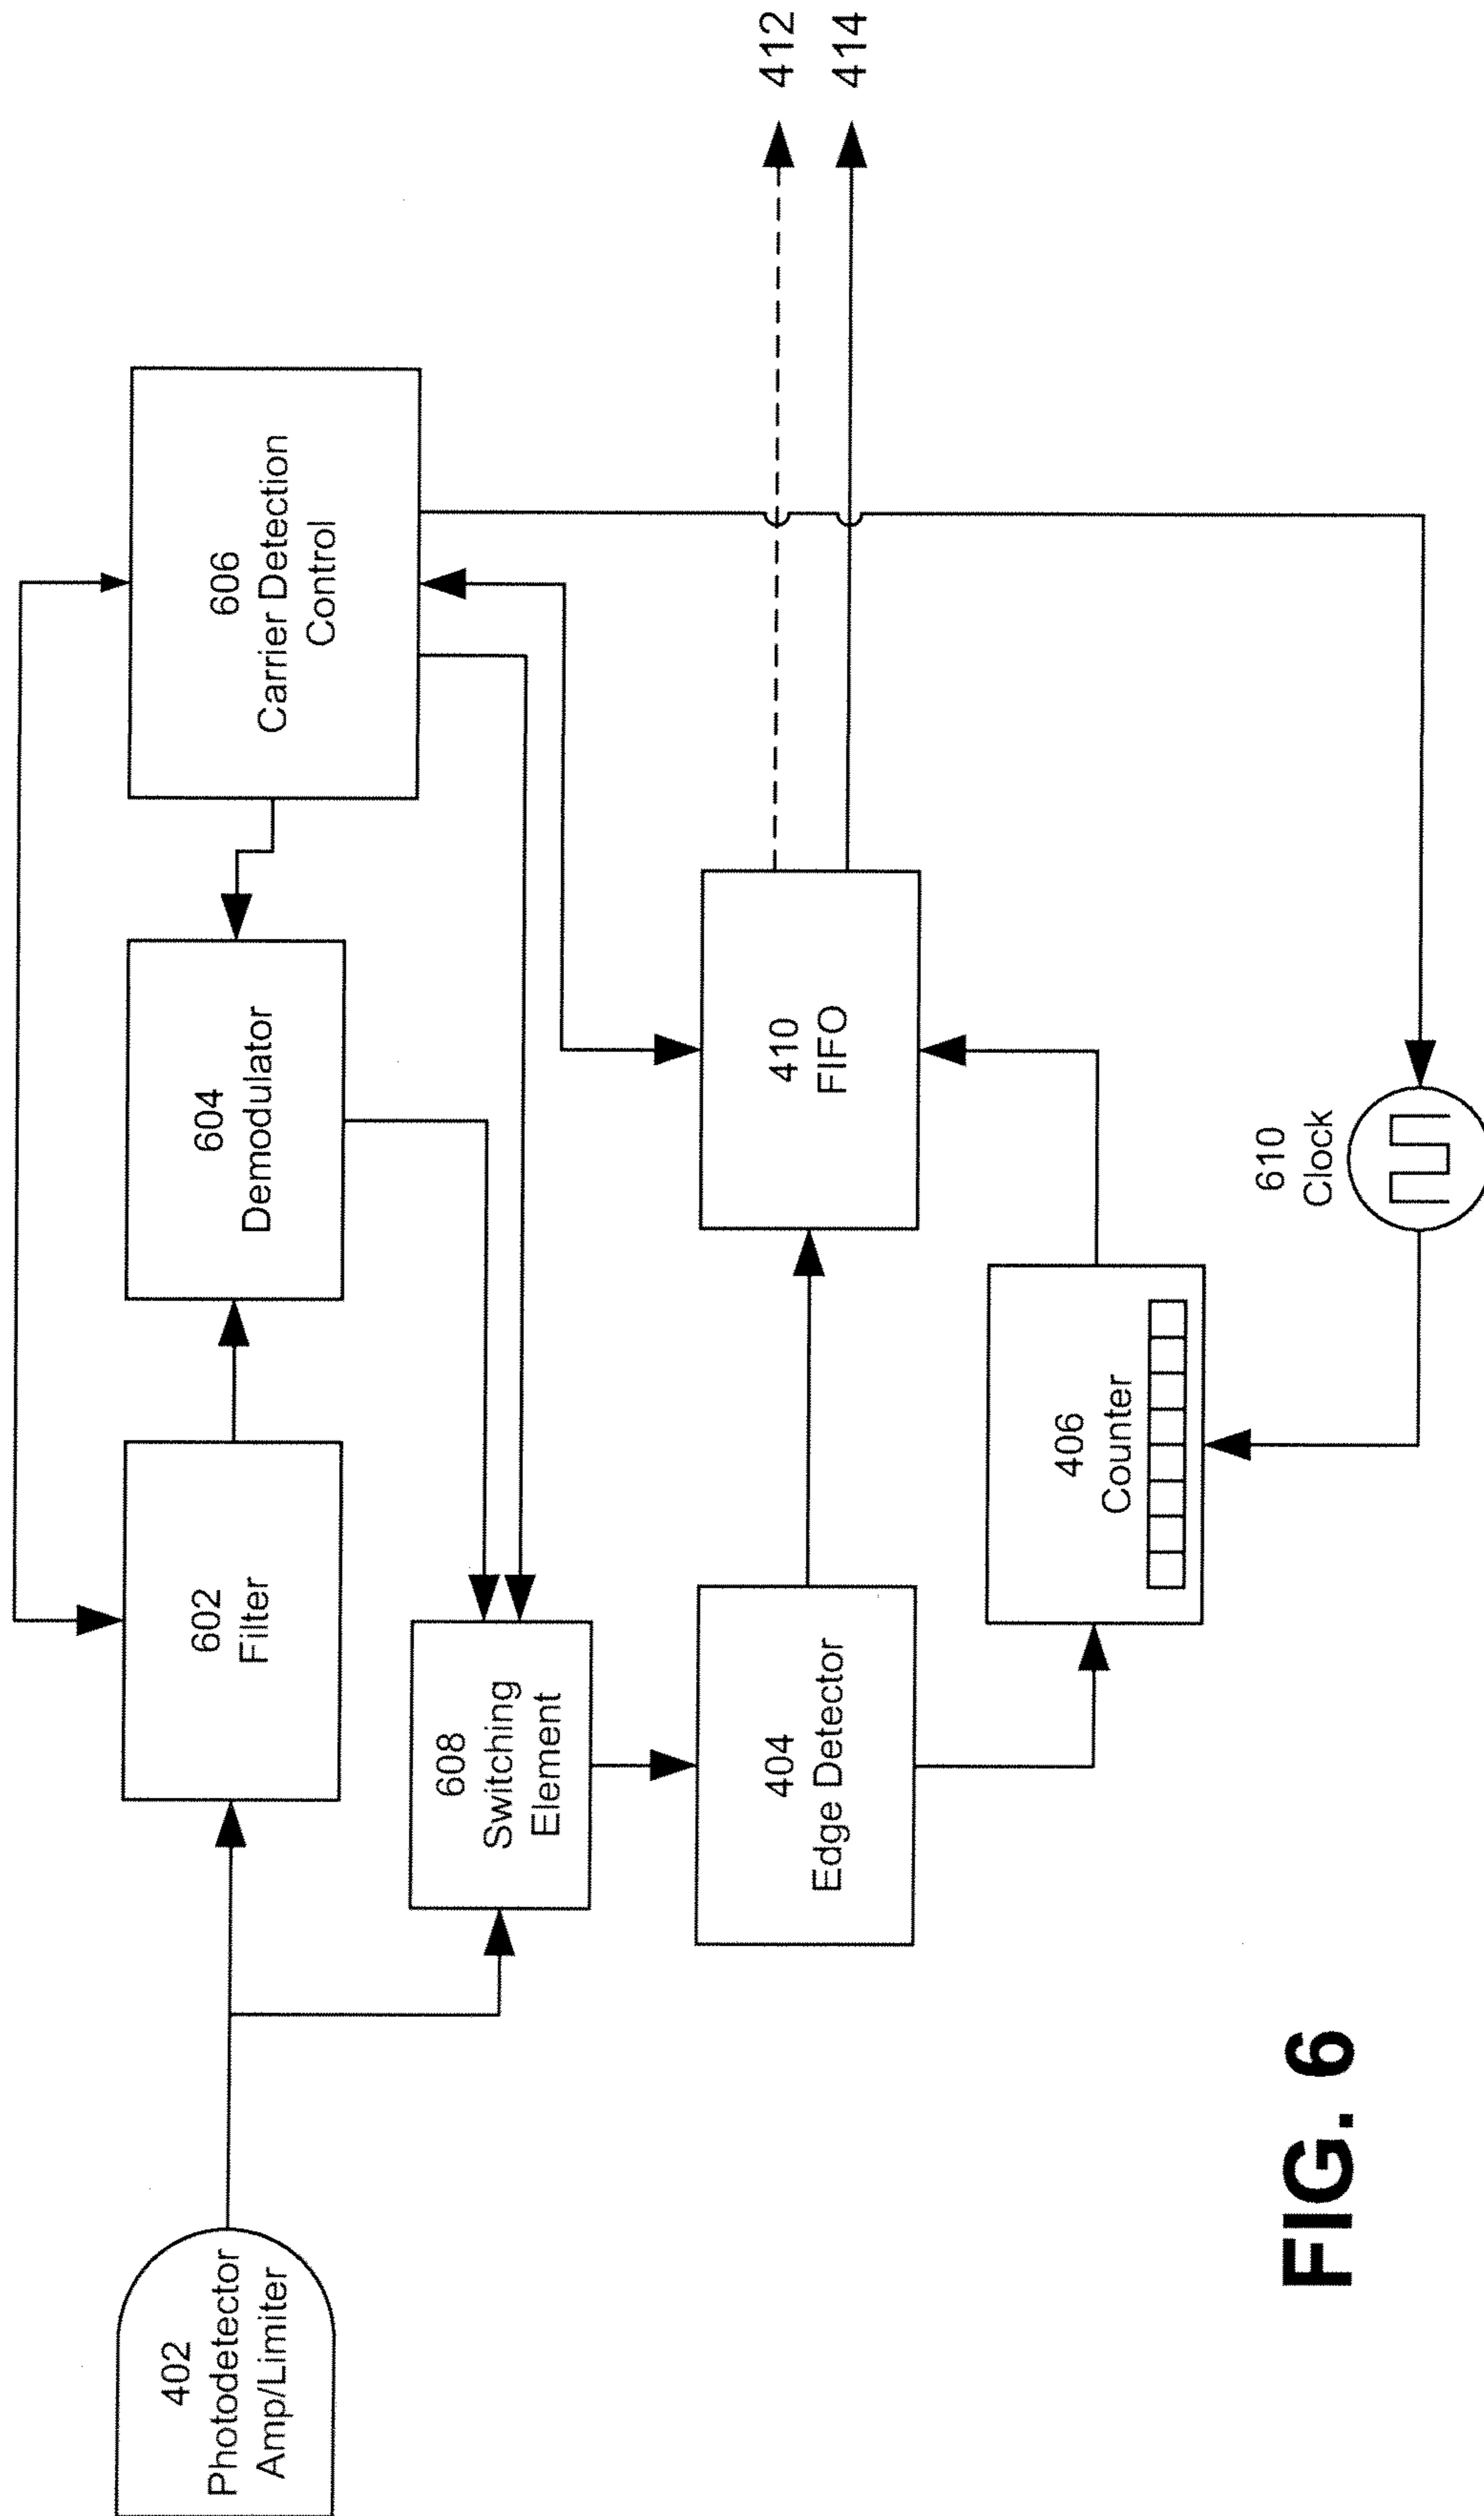 402
Photodetector
Amp/Limiter
602
Filter
604
Demodulator
606
Carrier Detection
Control
608
Switching
Element
404
Edge Detector
410
FIFO
412
414
406
Counter
610
Clock
FIG. 6